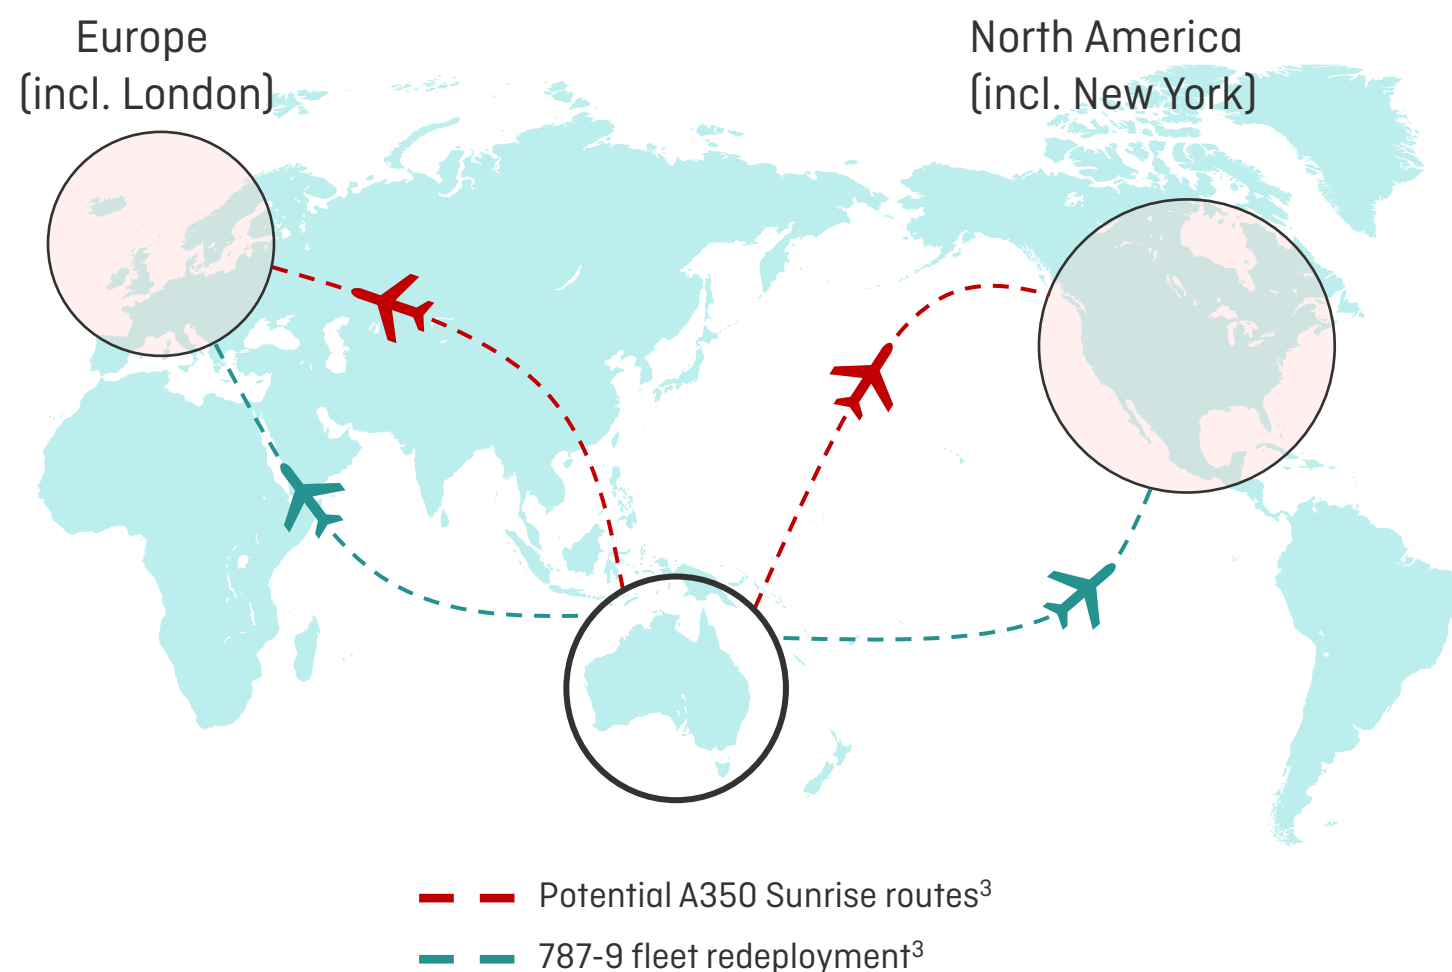 Europe
(incl. London)
North America
(incl. New York)
Potential A350 Sunrise routes³
787-9 fleet redeployment³